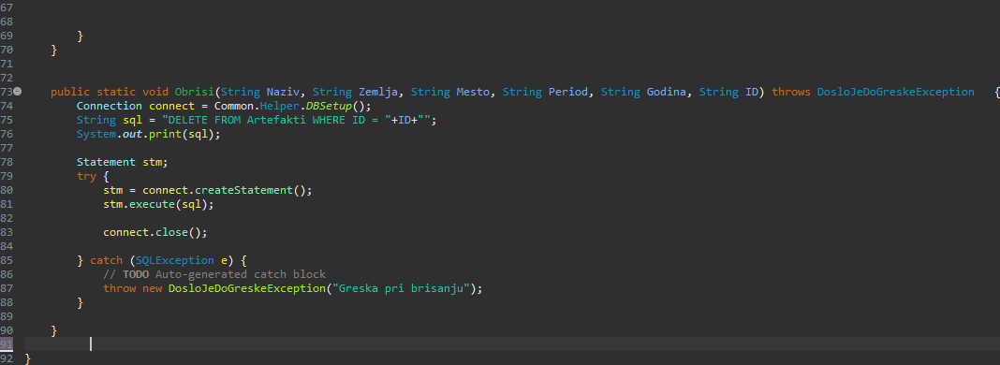 67
68
69 }
70 }
71
72
73 public static void Obrisi(String Naziv, String Zemlja, String Mesto, String Period, String Godina, String ID) throws DosloJeDoGreskeException {
74 Connection connect = Common.Helper.DBSetup();
75 String sql = "DELETE FROM Artefakti WHERE ID = "+ID+"";
76 System.out.print(sql);
77
78 Statement stm;
79 try {
80 stm = connect.createStatement();
81 stm.execute(sql);
82
83 connect.close();
84
85 } catch (SQLException e) {
86 // TODO Auto-generated catch block
87 throw new DosloJeDoGreskeException("Greska pri brisanju");
88 }
89
90 }
91
92 }